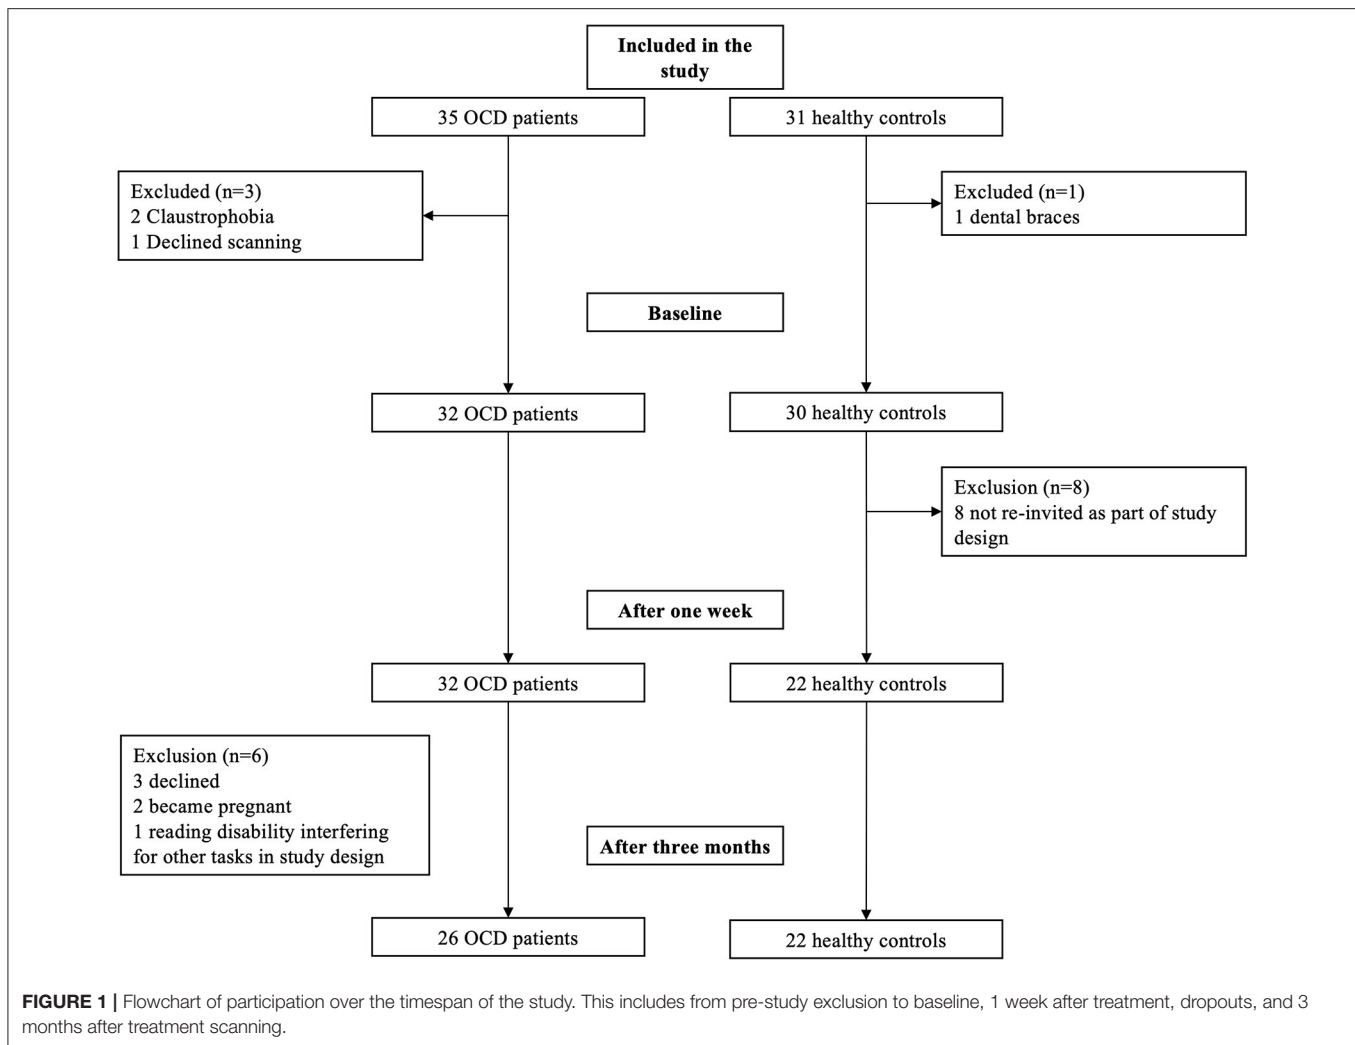 Included in the
study
35 OCD patients
31 healthy controls
Excluded (n=3)
2 Claustrophobia
1 Declined scanning
Excluded (n=1)
1 dental braces
Baseline
32 OCD patients
30 healthy controls
Exclusion (n=8)
8 not re-invited as part of study
design
After one week
32 OCD patients
22 healthy controls
Exclusion (n=6)
3 declined
2 became pregnant
1 reading disability interfering
for other tasks in study design
After three months
26 OCD patients
22 healthy controls
FIGURE 1 | Flowchart of participation over the timespan of the study. This includes from pre-study exclusion to baseline, 1 week after treatment, dropouts, and 3
months after treatment scanning.